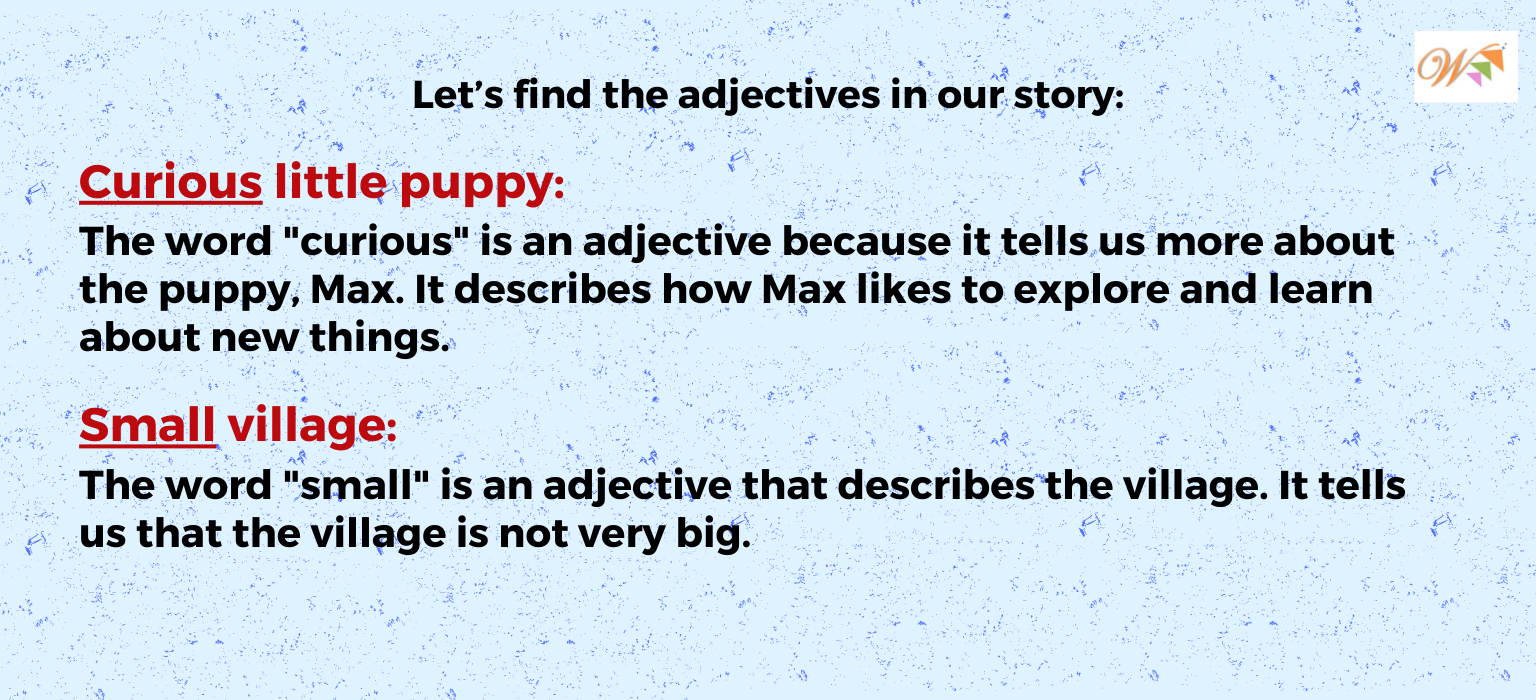 W
Let’s find the adjectives in our story:
Curious little puppy:
The word "curious" is an adjective because it tells us more about
the puppy, Max. It describes how Max likes to explore and learn
about new things.
Small village:
The word "small" is an adjective that describes the village. It tells
us that the village is not very big.